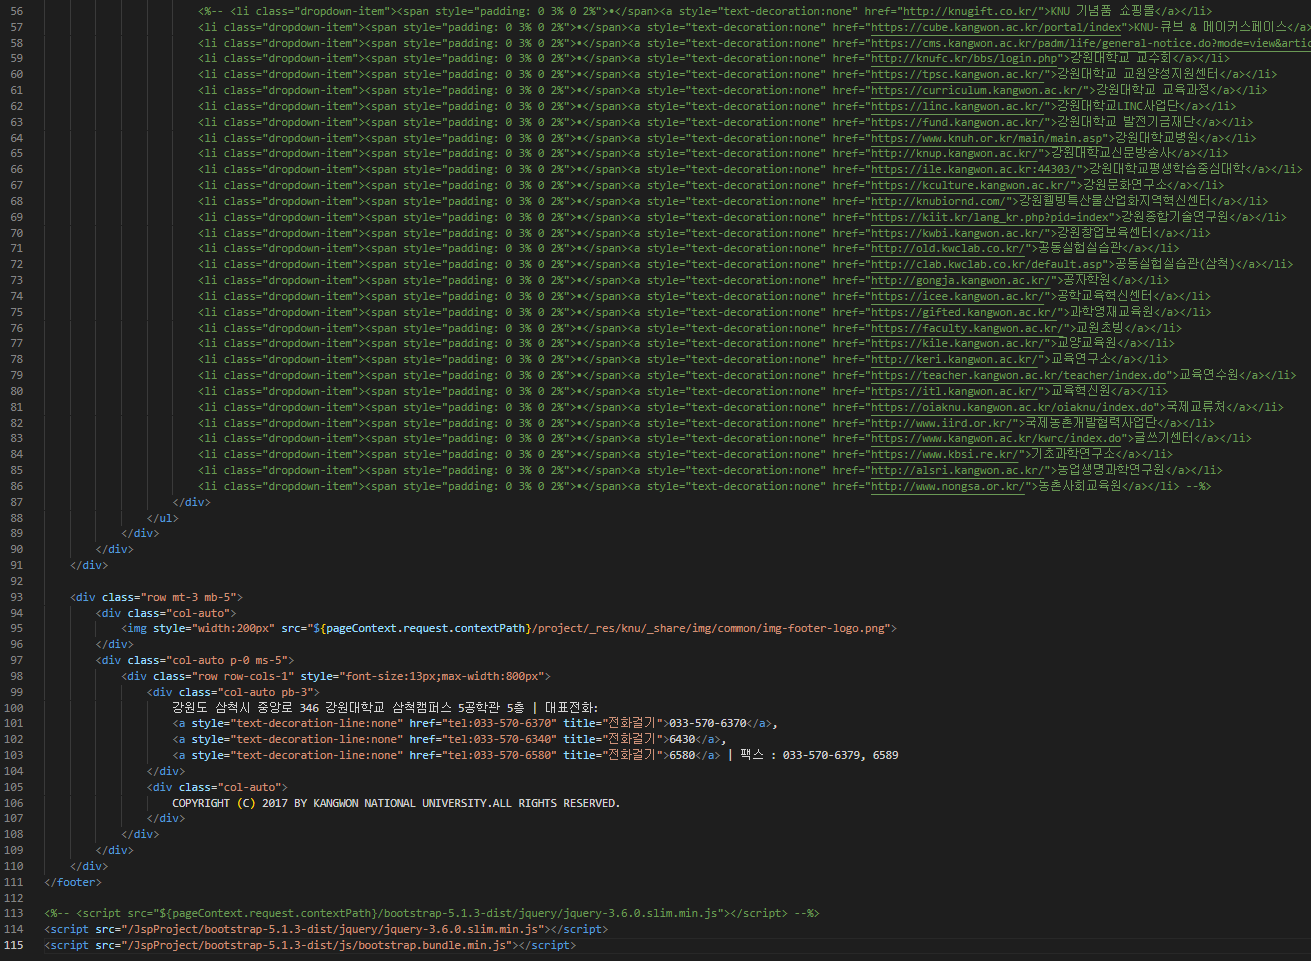 56 <%-- <li class="dropdown-item"><span style="padding: 0 3% 0 2%">•</span><a style="text-decoration:none" href="http://knugift.co.kr/">KNU 기념품 쇼핑몰</a></li>
57 <li class="dropdown-item"><span style="padding: 0 3% 0 2%">•</span><a style="text-decoration:none" href="https://cube.kangwon.ac.kr/portal/index">KNU-큐브 & 메이커스페이스</a>
58 <li class="dropdown-item"><span style="padding: 0 3% 0 2%">•</span><a style="text-decoration:none" href="https://cms.kangwon.ac.kr/padm/life/general-notice.do?mode=view&artic
59 <li class="dropdown-item"><span style="padding: 0 3% 0 2%">•</span><a style="text-decoration:none" href="http://knufc.kr/bbs/login.php">강원대학교 교수회</a></li>
60 <li class="dropdown-item"><span style="padding: 0 3% 0 2%">•</span><a style="text-decoration:none" href="https://tpsc.kangwon.ac.kr/">강원대학교 교원양성지원센터</a></li>
61 <li class="dropdown-item"><span style="padding: 0 3% 0 2%">•</span><a style="text-decoration:none" href="https://curriculum.kangwon.ac.kr/">강원대학교 교육과정</a></li>
62 <li class="dropdown-item"><span style="padding: 0 3% 0 2%">•</span><a style="text-decoration:none" href="https://linc.kangwon.ac.kr/">강원대학교LINC사업단</a></li>
63 <li class="dropdown-item"><span style="padding: 0 3% 0 2%">•</span><a style="text-decoration:none" href="https://fund.kangwon.ac.kr/">강원대학교 발전기금재단</a></li>
64 <li class="dropdown-item"><span style="padding: 0 3% 0 2%">•</span><a style="text-decoration:none" href="https://www.knuh.or.kr/main/main.asp">강원대학교병원</a></li>
65 <li class="dropdown-item"><span style="padding: 0 3% 0 2%">•</span><a style="text-decoration:none" href="http://knup.kangwon.ac.kr/">강원대학교신문방송사</a></li>
66 <li class="dropdown-item"><span style="padding: 0 3% 0 2%">•</span><a style="text-decoration:none" href="https://ile.kangwon.ac.kr:44303/">강원대학교평생학습중심대학</a></li>
67 <li class="dropdown-item"><span style="padding: 0 3% 0 2%">•</span><a style="text-decoration:none" href="https://kculture.kangwon.ac.kr/">강원문화연구소</a></li>
68 <li class="dropdown-item"><span style="padding: 0 3% 0 2%">•</span><a style="text-decoration:none" href="http://knubiornd.com/">강원웰빙특산물산업화지역혁신센터</a></li>
69 <li class="dropdown-item"><span style="padding: 0 3% 0 2%">•</span><a style="text-decoration:none" href="https://kiit.kr/lang_kr.php?pid=index">강원종합기술연구원</a></li>
70 <li class="dropdown-item"><span style="padding: 0 3% 0 2%">•</span><a style="text-decoration:none" href="https://kwbi.kangwon.ac.kr/">강원창업보육센터</a></li>
71 <li class="dropdown-item"><span style="padding: 0 3% 0 2%">•</span><a style="text-decoration:none" href="http://old.kwclab.co.kr/">공동실험실습관</a></li>
72 <li class="dropdown-item"><span style="padding: 0 3% 0 2%">•</span><a style="text-decoration:none" href="http://clab.kwclab.co.kr/default.asp">공동실험실습관(삼척)</a></li>
73 <li class="dropdown-item"><span style="padding: 0 3% 0 2%">•</span><a style="text-decoration:none" href="http://gongja.kangwon.ac.kr/">공자학원</a></li>
74 <li class="dropdown-item"><span style="padding: 0 3% 0 2%">•</span><a style="text-decoration:none" href="https://icee.kangwon.ac.kr/">공학교육혁신센터</a></li>
75 <li class="dropdown-item"><span style="padding: 0 3% 0 2%">•</span><a style="text-decoration:none" href="https://gifted.kangwon.ac.kr/">과학영재교육원</a></li>
76 <li class="dropdown-item"><span style="padding: 0 3% 0 2%">•</span><a style="text-decoration:none" href="https://faculty.kangwon.ac.kr/">교원초빙</a></li>
77 <li class="dropdown-item"><span style="padding: 0 3% 0 2%">•</span><a style="text-decoration:none" href="https://kile.kangwon.ac.kr/">교양교육원</a></li>
78 <li class="dropdown-item"><span style="padding: 0 3% 0 2%">•</span><a style="text-decoration:none" href="http://keri.kangwon.ac.kr/">교육연구소</a></li>
79 <li class="dropdown-item"><span style="padding: 0 3% 0 2%">•</span><a style="text-decoration:none" href="https://teacher.kangwon.ac.kr/teacher/index.do">교육연수원</a></li>
80 <li class="dropdown-item"><span style="padding: 0 3% 0 2%">•</span><a style="text-decoration:none" href="https://itl.kangwon.ac.kr/">교육혁신원</a></li>
81 <li class="dropdown-item"><span style="padding: 0 3% 0 2%">•</span><a style="text-decoration:none" href="https://oiaknu.kangwon.ac.kr/oiaknu/index.do">국제교류처</a></li>
82 <li class="dropdown-item"><span style="padding: 0 3% 0 2%">•</span><a style="text-decoration:none" href="http://www.iird.or.kr/">국제농촌개발협력사업단</a></li>
83 <li class="dropdown-item"><span style="padding: 0 3% 0 2%">•</span><a style="text-decoration:none" href="https://www.kangwon.ac.kr/kwrc/index.do">글쓰기센터</a></li>
84 <li class="dropdown-item"><span style="padding: 0 3% 0 2%">•</span><a style="text-decoration:none" href="https://www.kbsi.re.kr/">기초과학연구소</a></li>
85 <li class="dropdown-item"><span style="padding: 0 3% 0 2%">•</span><a style="text-decoration:none" href="http://alsri.kangwon.ac.kr/">농업생명과학연구원</a></li>
86 <li class="dropdown-item"><span style="padding: 0 3% 0 2%">•</span><a style="text-decoration:none" href="http://www.nongsa.or.kr/">농촌사회교육원</a></li> --%>
87 </div>
88 </ul>
89 </div>
90 </div>
91 </div>
92
93 <div class="row mt-3 mb-5">
94 <div class="col-auto">
95 <img style="width:200px" src="${pageContext.request.contextPath}/project/_res/knu/_share/img/common/img-footer-logo.png">
96 </div>
97 <div class="col-auto p-0 ms-5">
98 <div class="row row-cols-1" style="font-size:13px;max-width:800px">
99 <div class="col-auto pb-3">
100 강원도 삼척시 중앙로 346 강원대학교 삼척캠퍼스 5공학관 5층 | 대표전화:
101 <a style="text-decoration-line:none" href="tel:033-570-6370" title="전화걸기">033-570-6370</a>,
102 <a style="text-decoration-line:none" href="tel:033-570-6340" title="전화걸기">6430</a>,
103 <a style="text-decoration-line:none" href="tel:033-570-6580" title="전화걸기">6580</a> | 팩스 : 033-570-6379, 6589
104 </div>
105 <div class="col-auto">
106 COPYRIGHT (C) 2017 BY KANGWON NATIONAL UNIVERSITY.ALL RIGHTS RESERVED.
107 </div>
108 </div>
109 </div>
110 </div>
111 </footer>
112
113 <%-- <script src="${pageContext.request.contextPath}/bootstrap-5.1.3-dist/jquery/jquery-3.6.0.slim.min.js"></script> --%>
114 <script src="/JspProject/bootstrap-5.1.3-dist/jquery/jquery-3.6.0.slim.min.js"></script>
115 <script src="/JspProject/bootstrap-5.1.3-dist/js/bootstrap.bundle.min.js"></script>